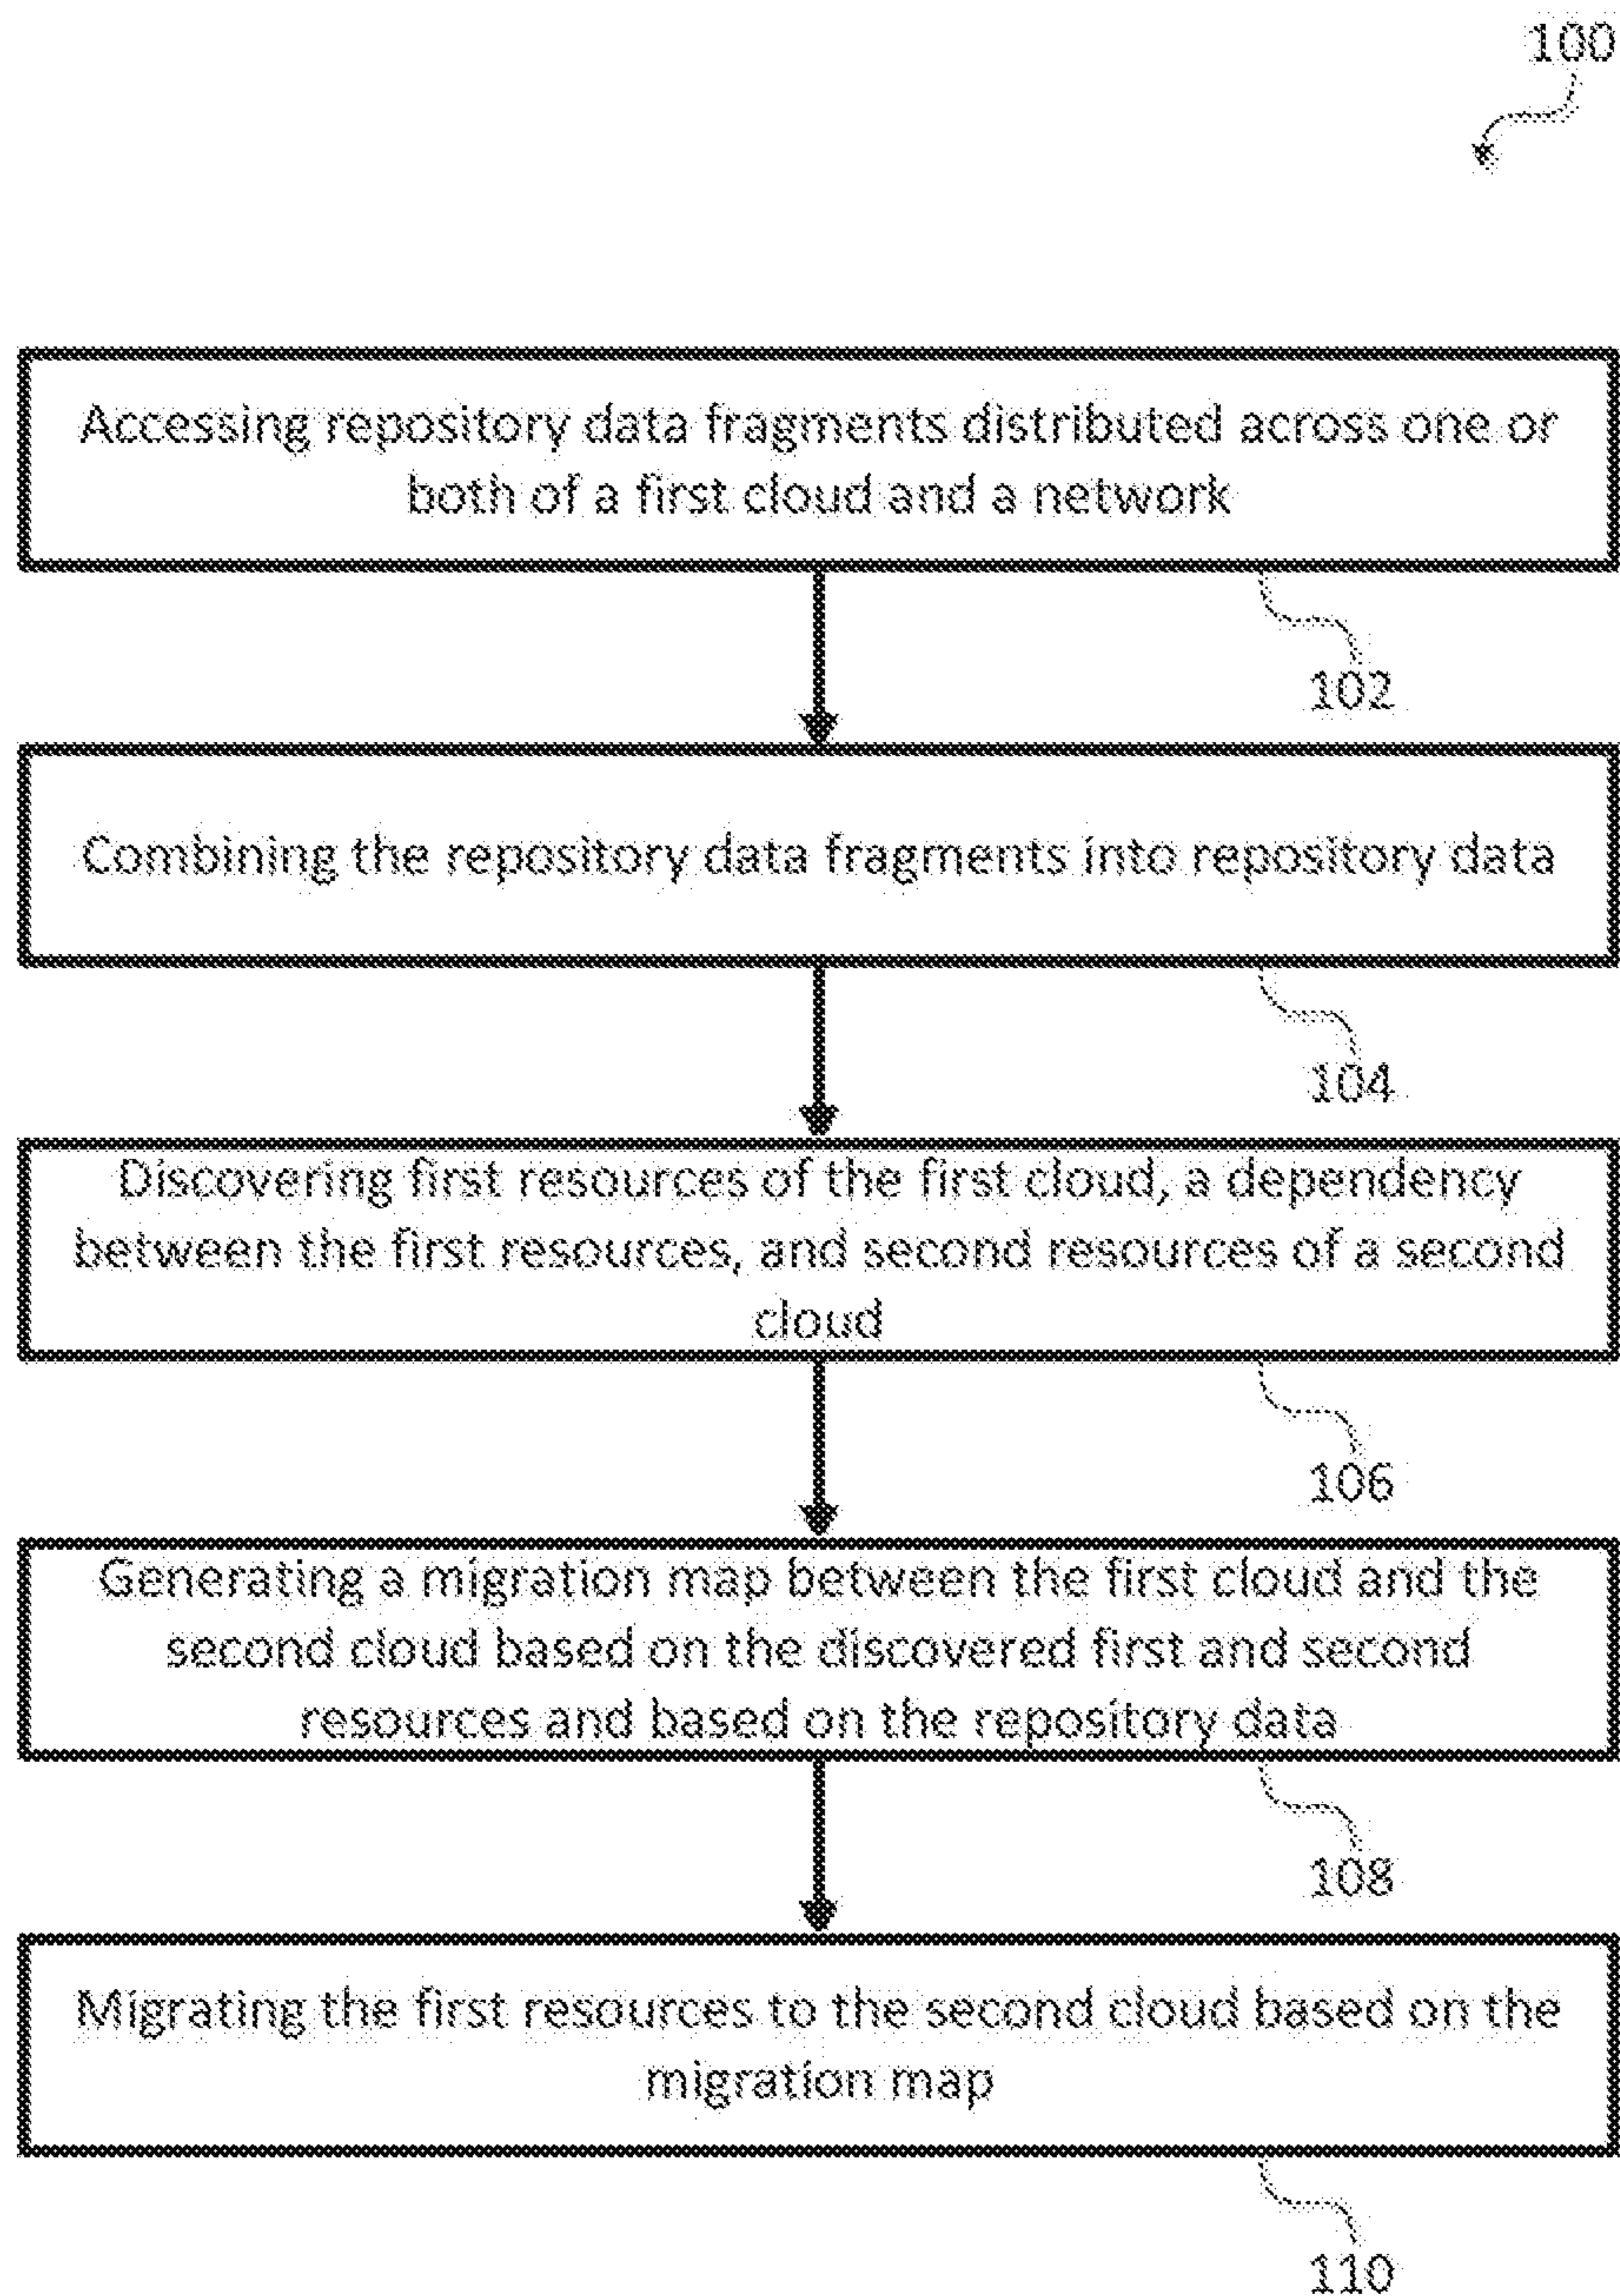 100
Accessing repository data fragments distributed across one or
both of a first cloud and a network
102
Combining the repository data fragments into repository data
104
Discovering first resources of the first cloud, a dependency
between the first resources, and second resources of a second
cloud
106
Generating a migration map between the first cloud and the
second cloud based on the discovered first and second
resources and based on the repository data
108
Migrating the first resources to the second cloud based on the
migration map
110